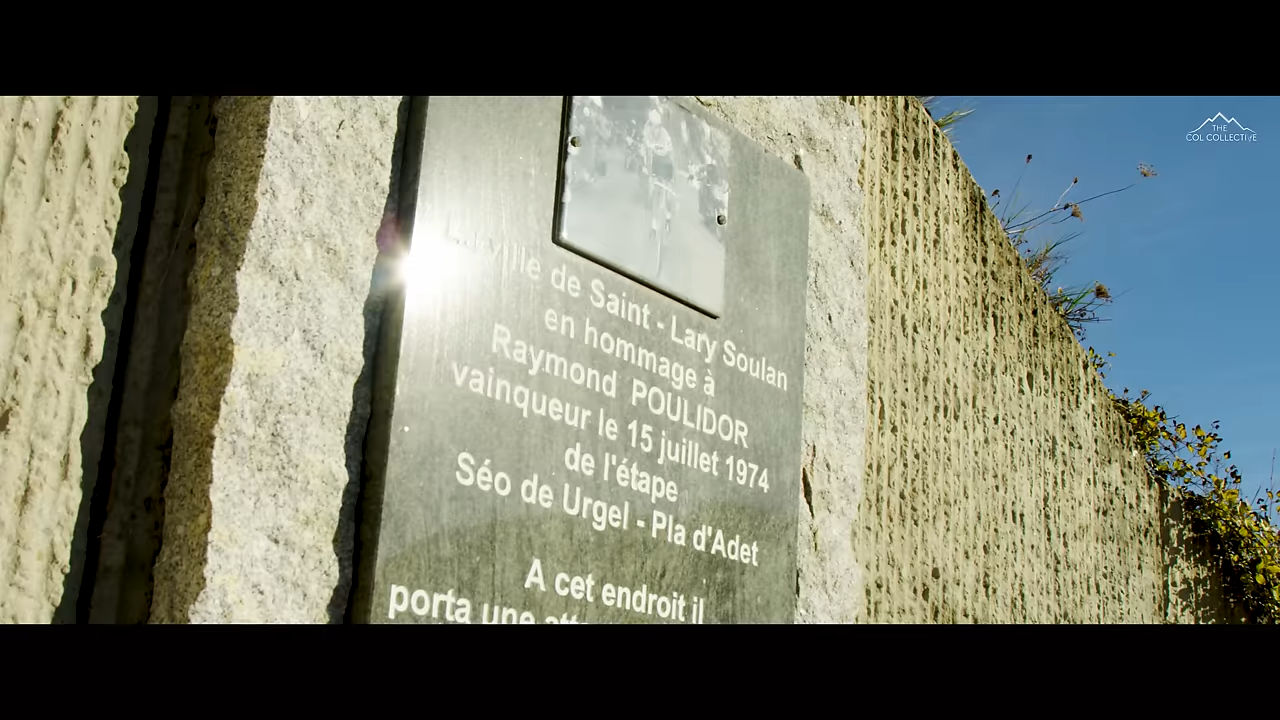 THE
COL COLLECTIVE
La ville de Saint - Lary Soulan
en hommage à
Raymond POULIDOR
vainqueur le 15 juillet 1974
de l'étape
Séo de Urgel - Pla d'Adet
A cet endroit il
porta une